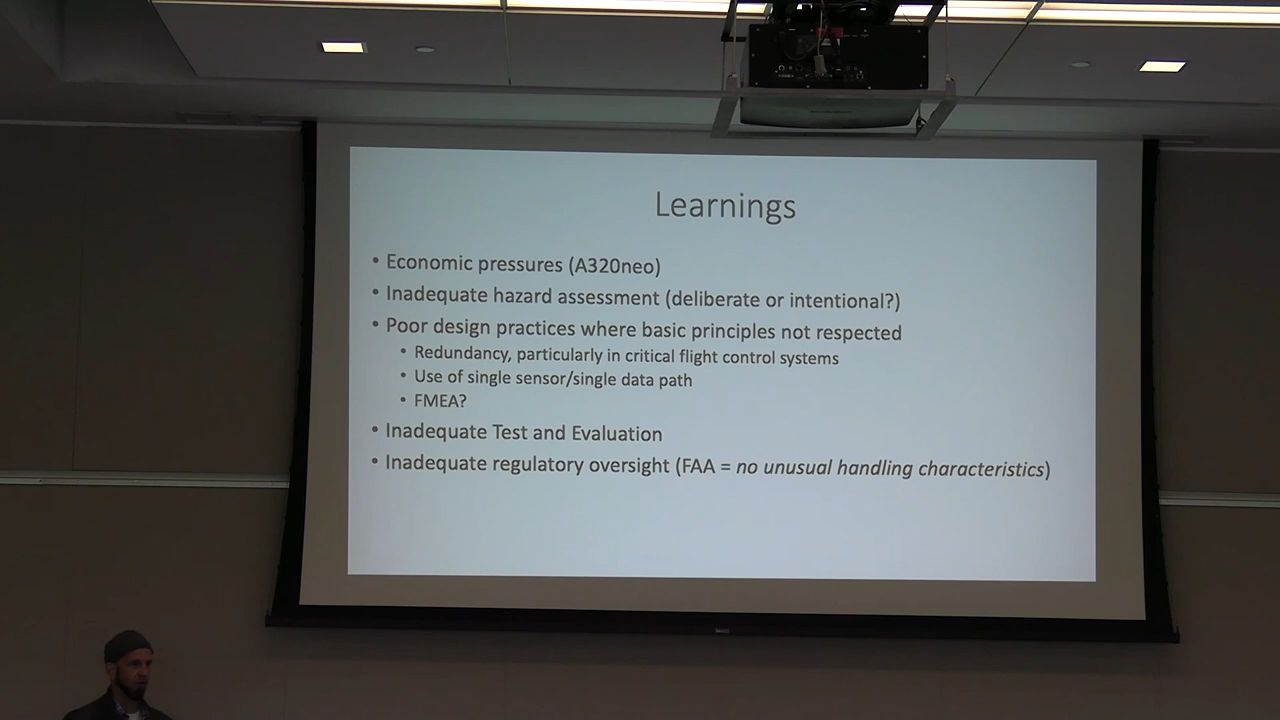 Learnings
• Economic pressures (A320neo)
• Inadequate hazard assessment (deliberate or intentional?)
• Poor design practices where basic principles not respected
• Redundancy, particularly in critical flight control systems
• Use of single sensor/single data path
• FMEA?
• Inadequate Test and Evaluation
• Inadequate regulatory oversight (FAA = no unusual handling characteristics)